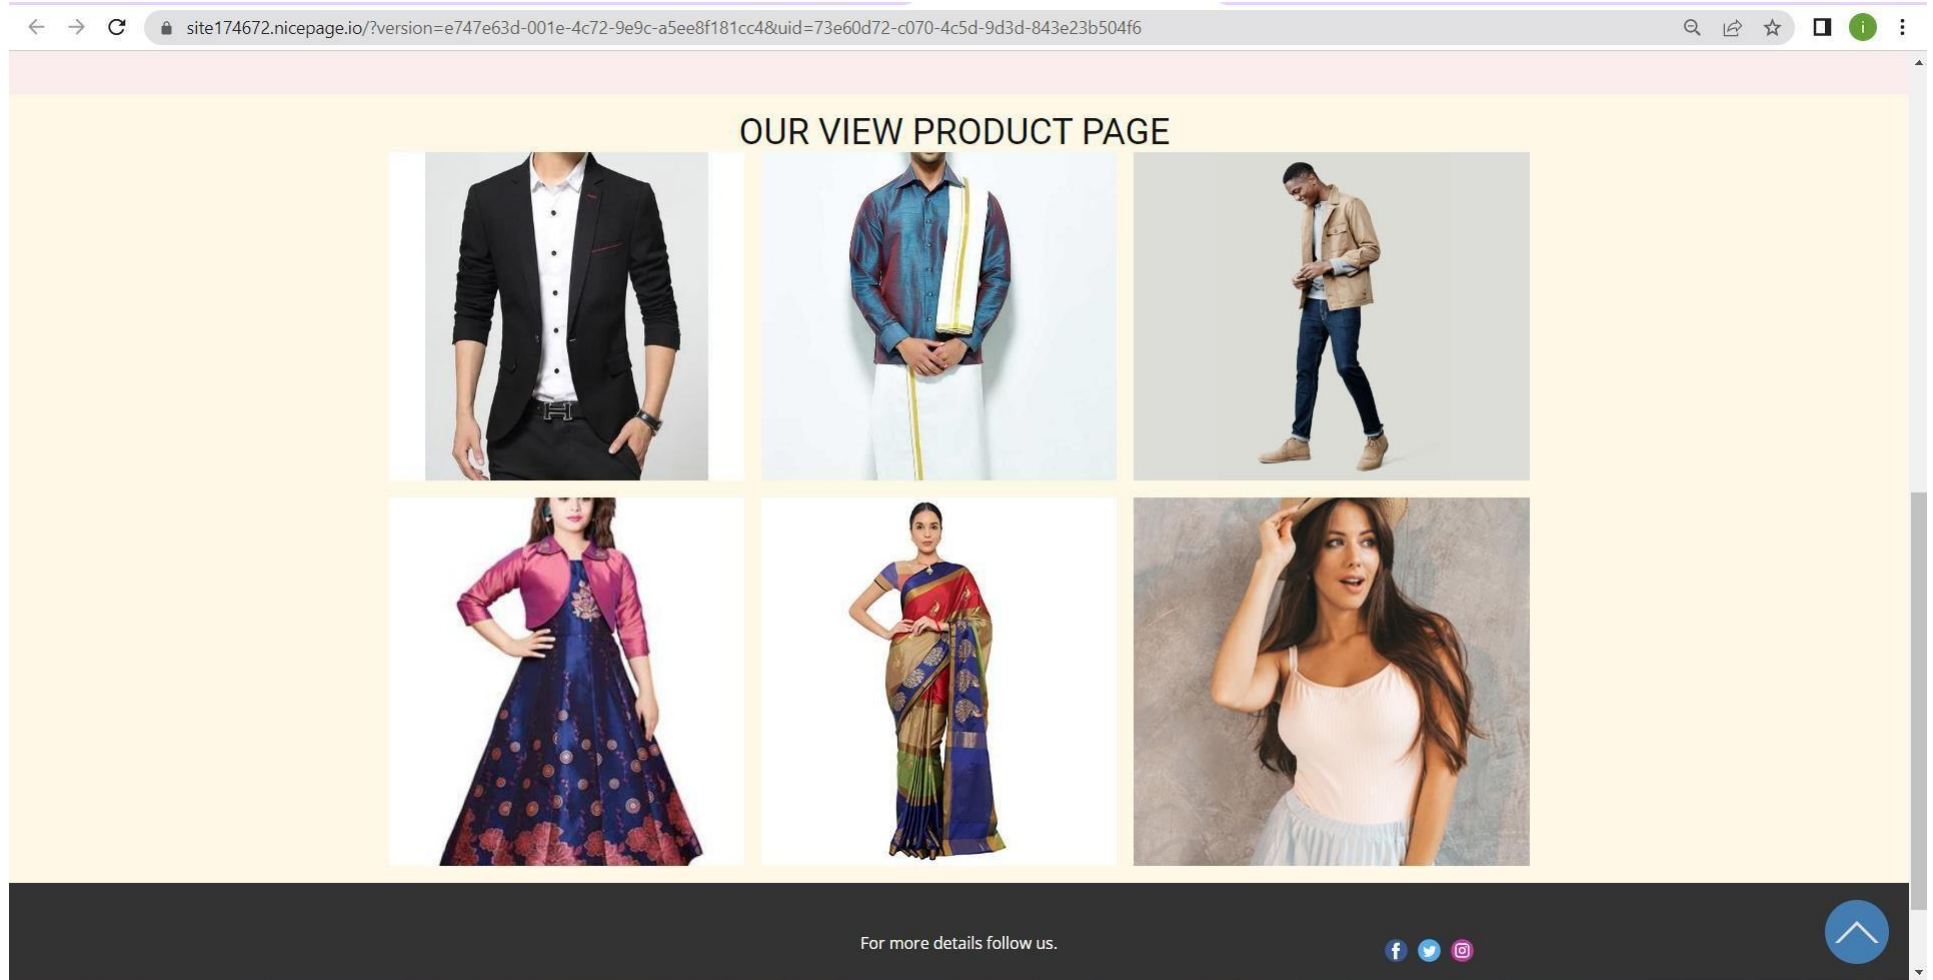 site174672.nicepage.io/?version=e747e63d-001e-4c72-9e9c-a5ee8f181cc4&uid=73e60d72-c070-4c5d-9d3d-843e23b504f6
i
OUR VIEW PRODUCT PAGE
For more details follow us.